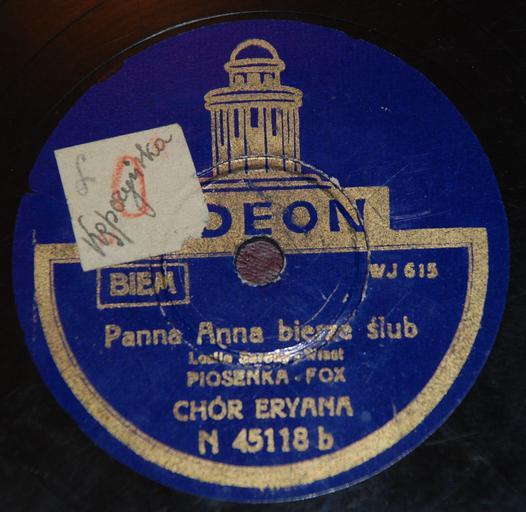 ODEON
BIEM
WJ 615
Panna Anna bierze ślub
PIOSENKA - FOX
CHÓR ERYANA
N 45118 b